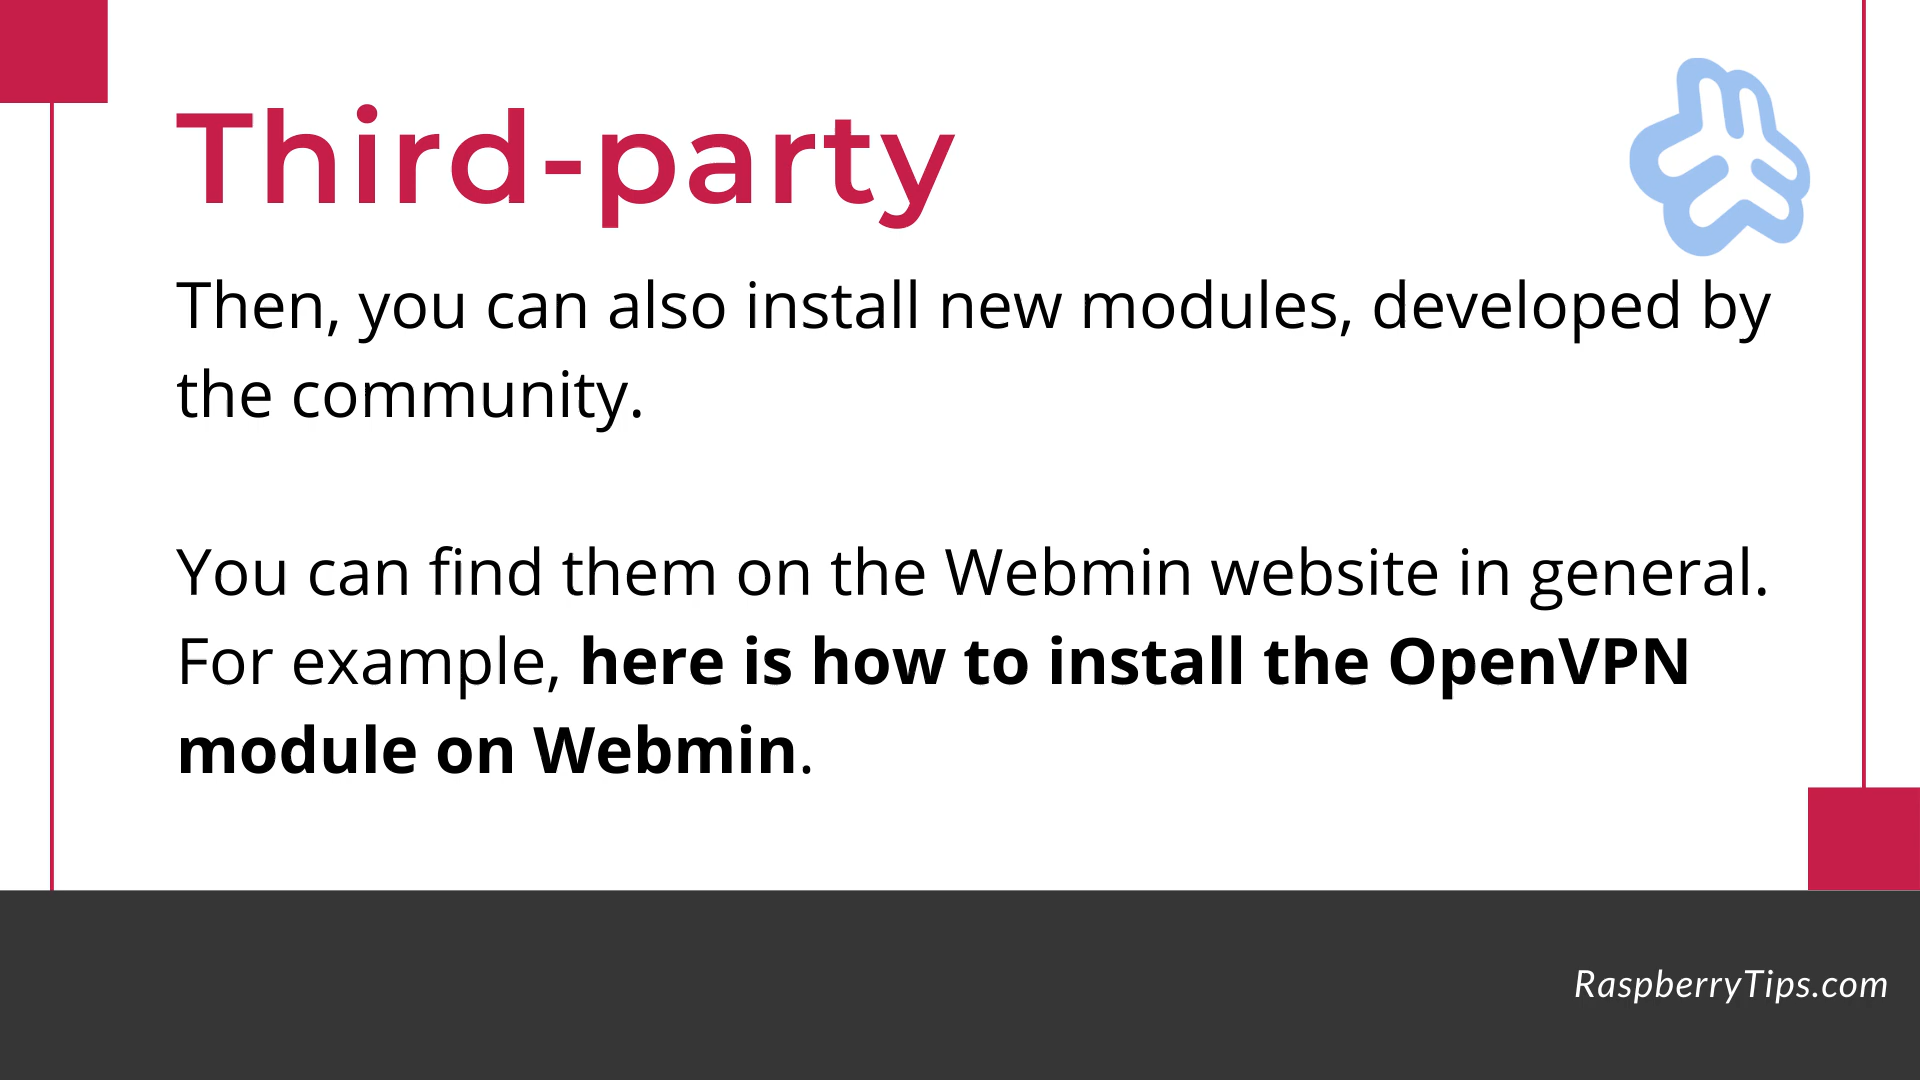 Third-party
Then, you can also install new modules, developed by
the community.
You can find them on the Webmin website in general.
For example, here is how to install the OpenVPN
module on Webmin.
RaspberryTips.com